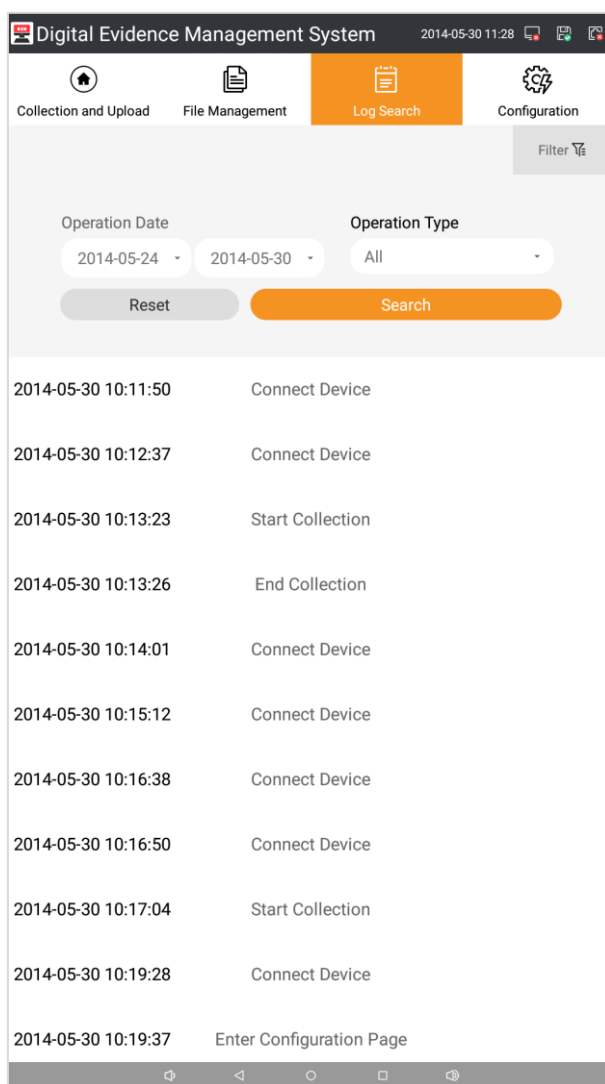 Digital Evidence Management System 2014-05-30 11:28
Collection and Upload File Management Log Search Configuration
Filter
Operation Date Operation Type
2014-05-24 2014-05-30 All
Reset Search
2014-05-30 10:11:50 Connect Device
2014-05-30 10:12:37 Connect Device
2014-05-30 10:13:23 Start Collection
2014-05-30 10:13:26 End Collection
2014-05-30 10:14:01 Connect Device
2014-05-30 10:15:12 Connect Device
2014-05-30 10:16:38 Connect Device
2014-05-30 10:16:50 Connect Device
2014-05-30 10:17:04 Start Collection
2014-05-30 10:19:28 Connect Device
2014-05-30 10:19:37 Enter Configuration Page